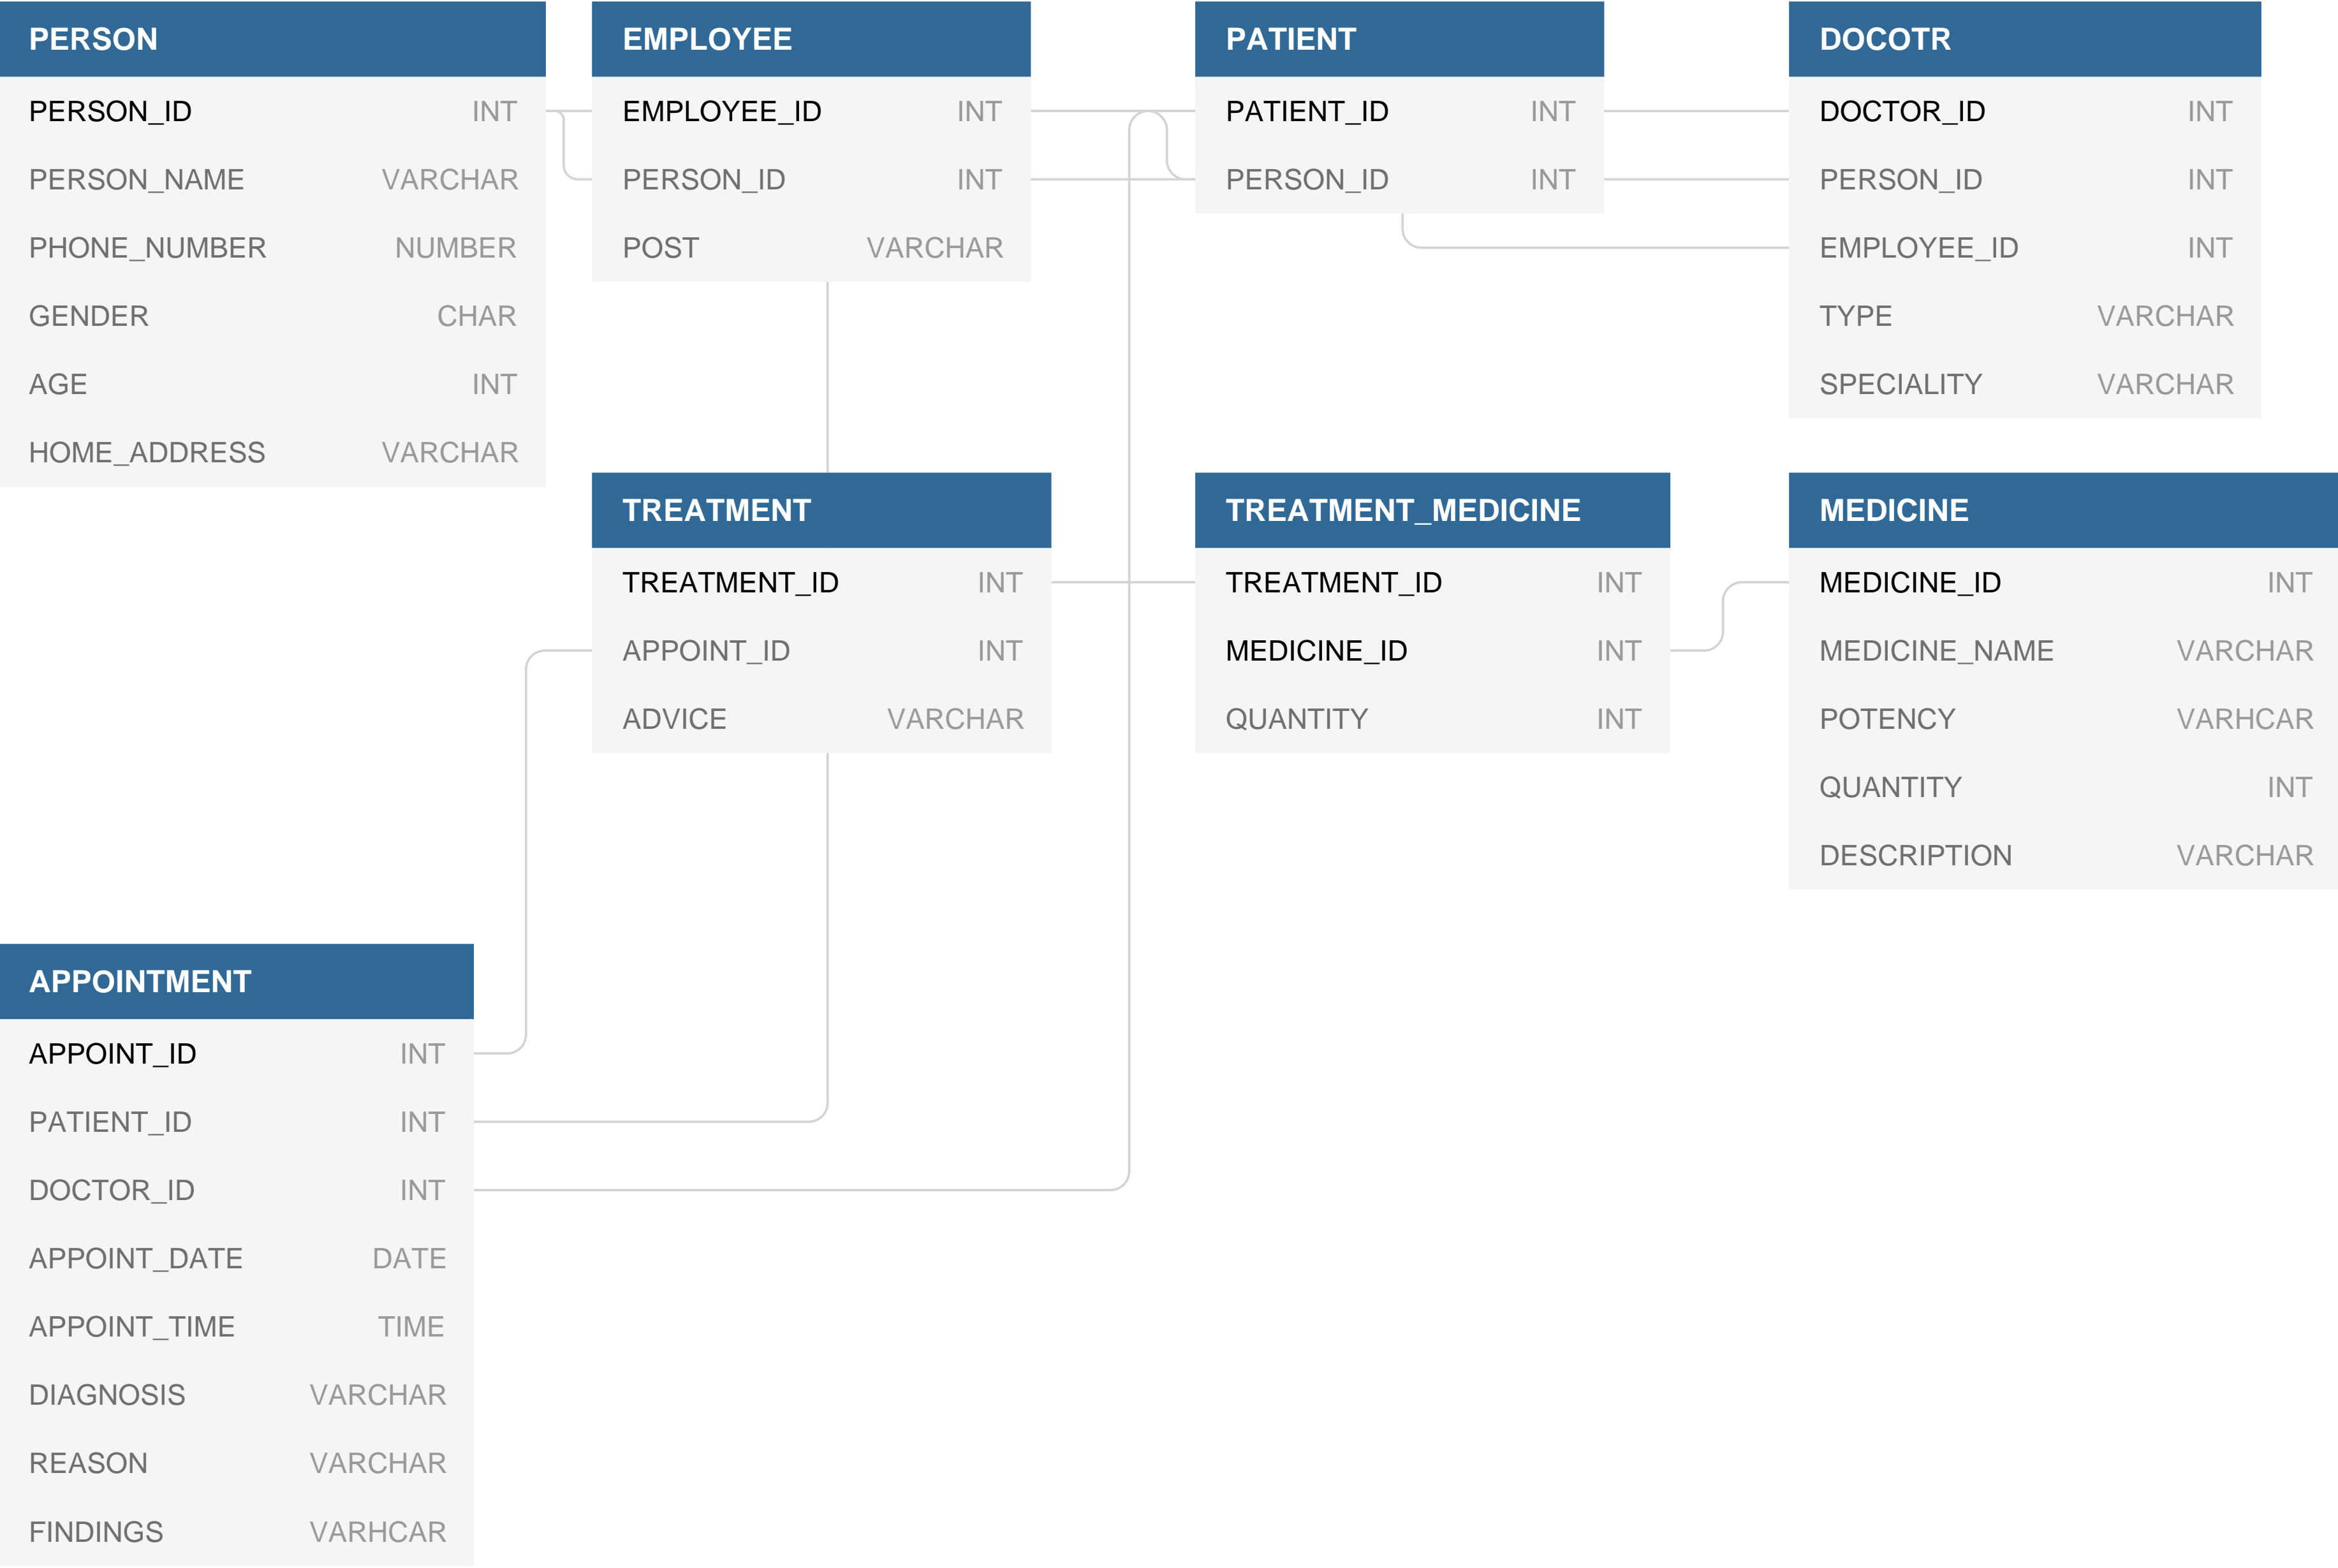 PERSON
PERSON_ID INT
PERSON_NAME VARCHAR
PHONE_NUMBER NUMBER
GENDER CHAR
AGE INT
HOME_ADDRESS VARCHAR
EMPLOYEE
EMPLOYEE_ID INT
PERSON_ID INT
POST VARCHAR
PATIENT
PATIENT_ID INT
PERSON_ID INT
DOCOTR
DOCTOR_ID INT
PERSON_ID INT
EMPLOYEE_ID INT
TYPE VARCHAR
SPECIALITY VARCHAR
TREATMENT
TREATMENT_ID INT
APPOINT_ID INT
ADVICE VARCHAR
TREATMENT_MEDICINE
TREATMENT_ID INT
MEDICINE_ID INT
QUANTITY INT
MEDICINE
MEDICINE_ID INT
MEDICINE_NAME VARCHAR
POTENCY VARHCAR
QUANTITY INT
DESCRIPTION VARCHAR
APPOINTMENT
APPOINT_ID INT
PATIENT_ID INT
DOCTOR_ID INT
APPOINT_DATE DATE
APPOINT_TIME TIME
DIAGNOSIS VARCHAR
REASON VARCHAR
FINDINGS VARHCAR